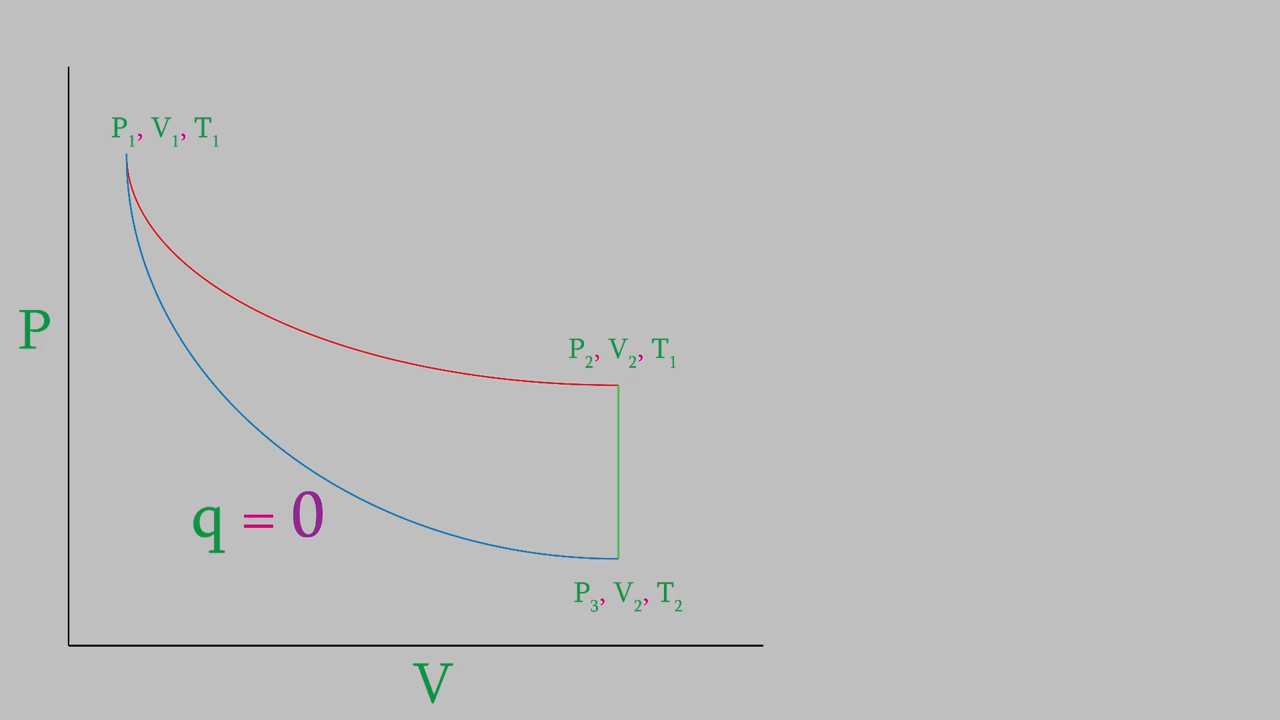 P₁, V₁, T₁
P
P₂, V₂, T₁
q = 0
P₃, V₂, T₂
V